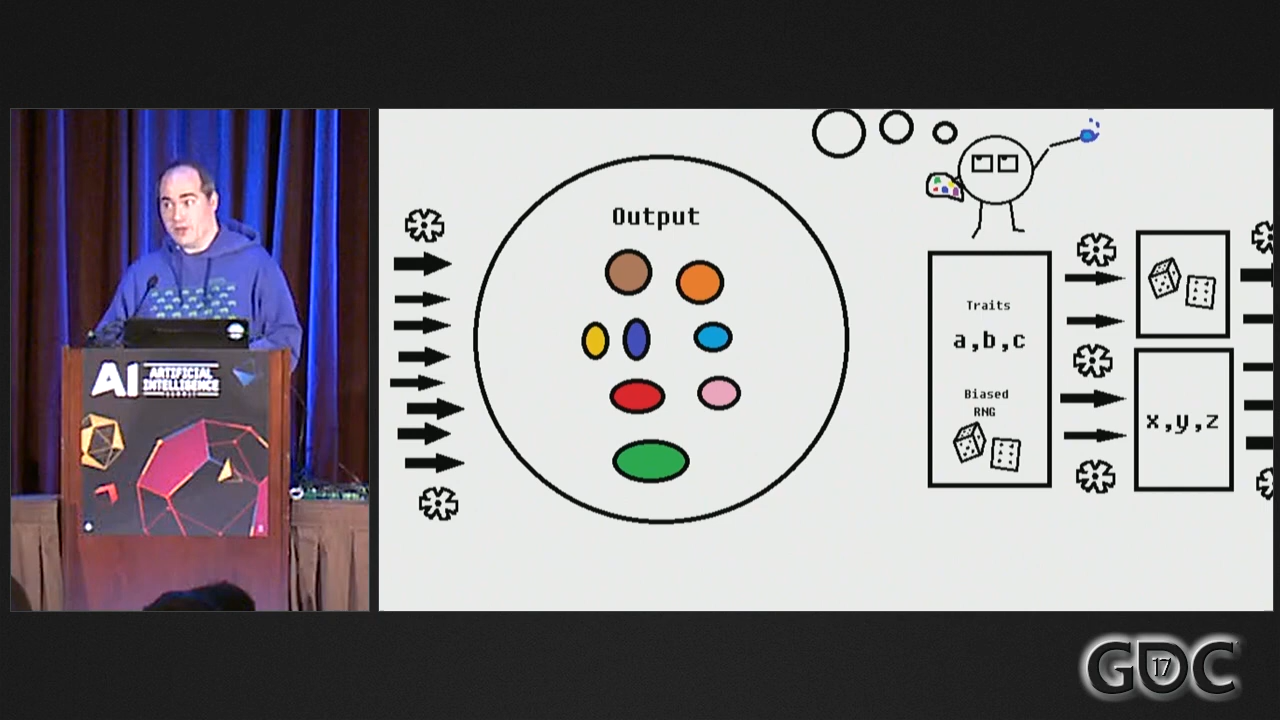 AI ARTIFICIAL
INTELLIGENCE
Output
Traits
a,b,c
Biased
RNG
x,y,z
GDC 17